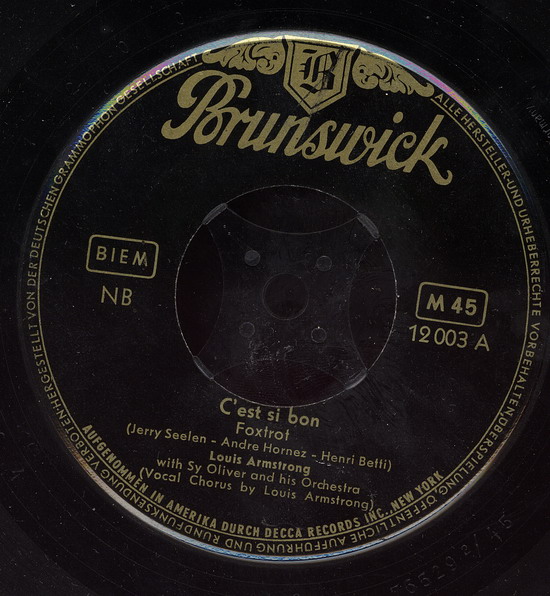 B
Brunswick
BIEM
NB
M 45
12 003 A
C'est si bon
Foxtrot
(Jerry Seelen - Andre Hornez - Henri Betti)
Louis Armstrong
with Sy Oliver and his Orchestra
(Vocal Chorus by Louis Armstrong)
AUFGENOMMEN IN AMERIKA DURCH DECCA RECORDS INC., NEW YORK
HERGESTELLT VON DER DEUTSCHEN GRAMMOPHON GESELLSCHAFT
ALLE HERSTELLER- UND URHEBERRECHTE VORBEHALTEN, ÜBERSPIELUNG, ÖFFENTLICHE AUFFÜHRUNG UND RUNDFUNKSENDUNG VERBOTEN